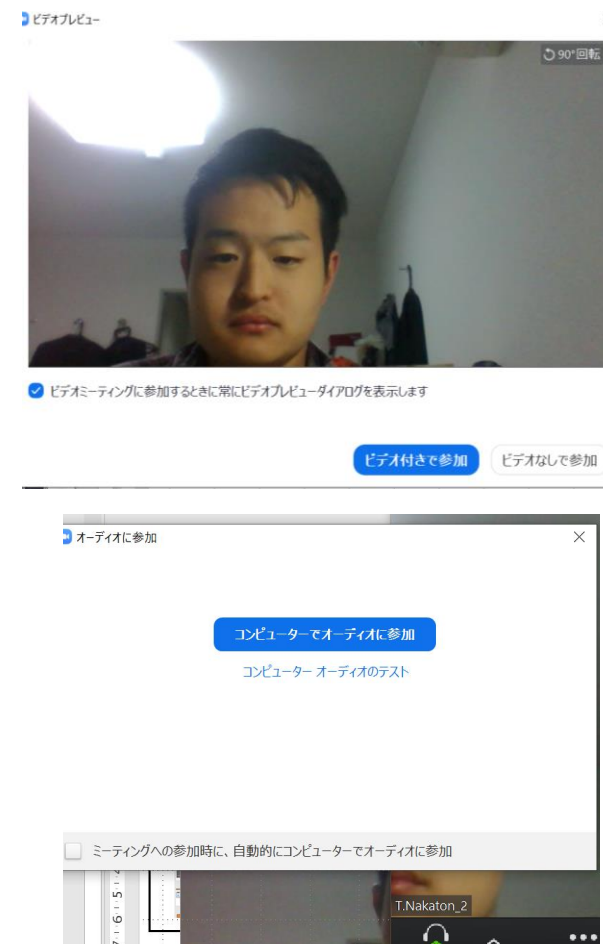 ビデオプレビュー
90°回転
ビデオミーティングに参加するときに常にビデオプレビューダイアログを表示します
ビデオ付きで参加
ビデオなしで参加
オーディオに参加
コンピューターでオーディオに参加
コンピューター オーディオのテスト
ミーティングへの参加時に、自動的にコンピューターでオーディオに参加
5
6
T.Nakaton_2